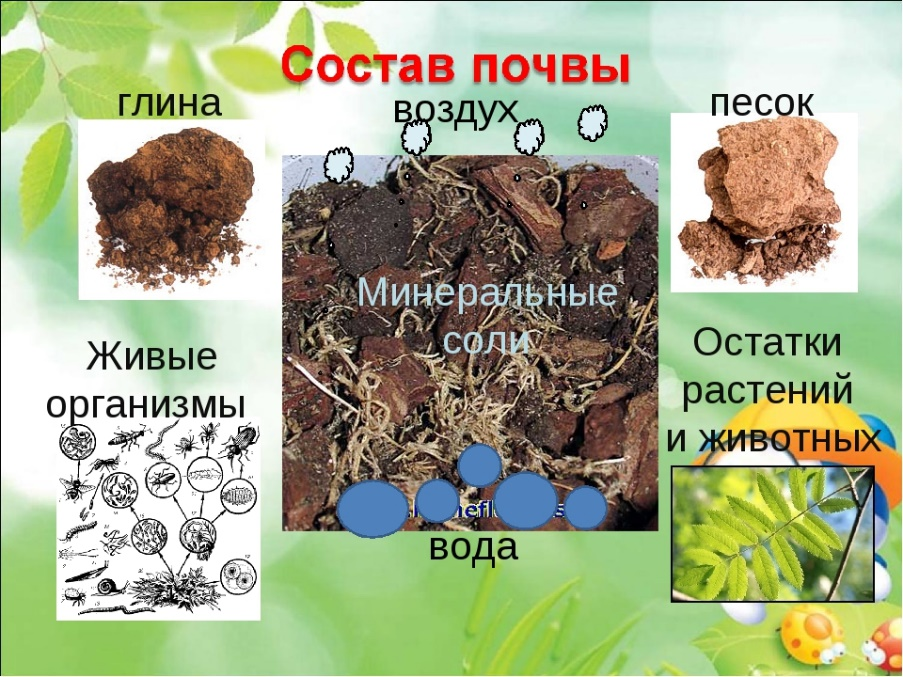 Состав почвы
глина
воздух
песок
Минеральные
соли
Живые
организмы
Остатки
растений
и животных
вода